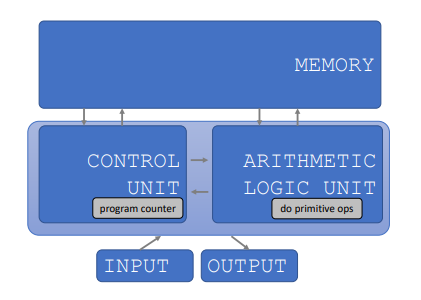 MEMORY
CONTROL
UNIT
program counter
ARITHMETIC
LOGIC UNIT
do primitive ops
INPUT
OUTPUT